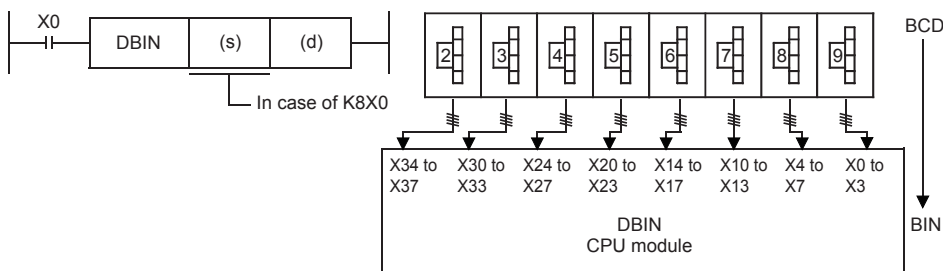 X0
DBIN (s) (d)
In case of K8X0
2 3 4 5 6 7 8 9
BCD
X34 to X30 to X24 to X20 to X14 to X10 to X4 to X0 to
X37 X33 X27 X23 X17 X13 X7 X3
DBIN
BIN
CPU module